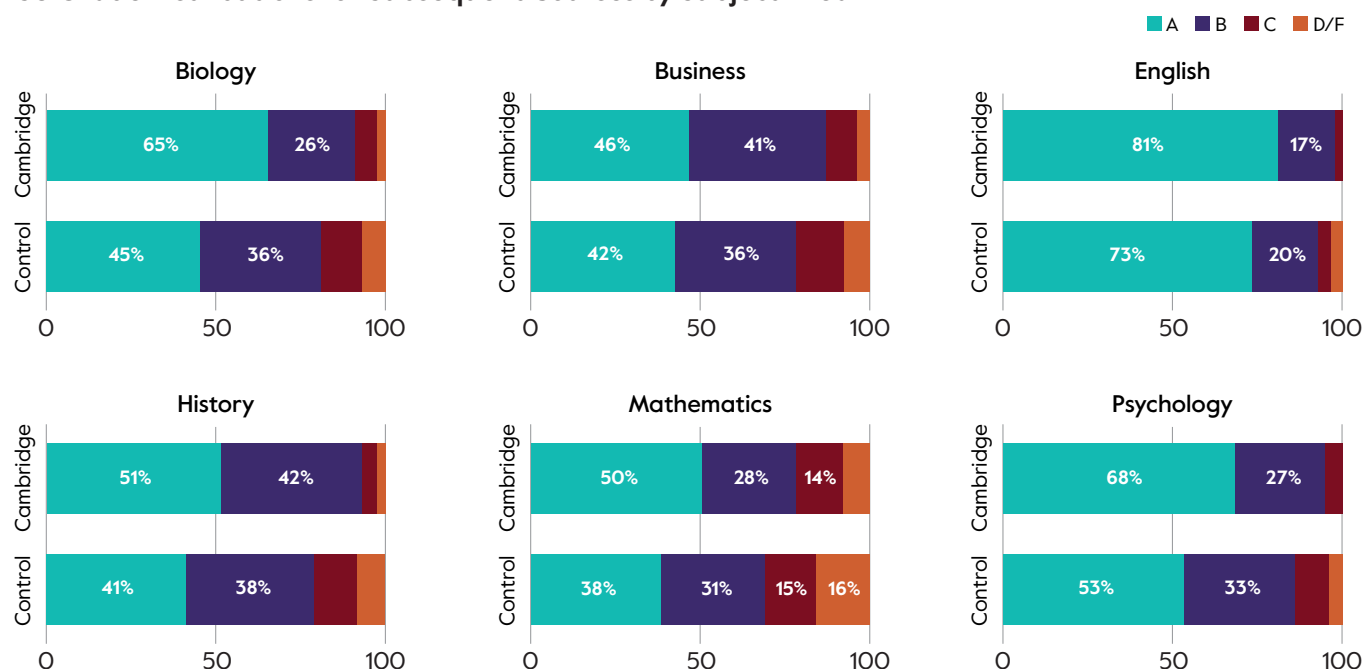 A B C D/F
Biology
Business
English
Cambridge
65%
26%
Cambridge
46%
41%
Cambridge
81%
17%
Control
45%
36%
Control
42%
36%
Control
73%
20%
0 50 100
0 50 100
0 50 100
History
Mathematics
Psychology
Cambridge
51%
42%
Cambridge
50%
28%
14%
Cambridge
68%
27%
Control
41%
38%
Control
38%
31%
15%
16%
Control
53%
33%
0 50 100
0 50 100
0 50 100